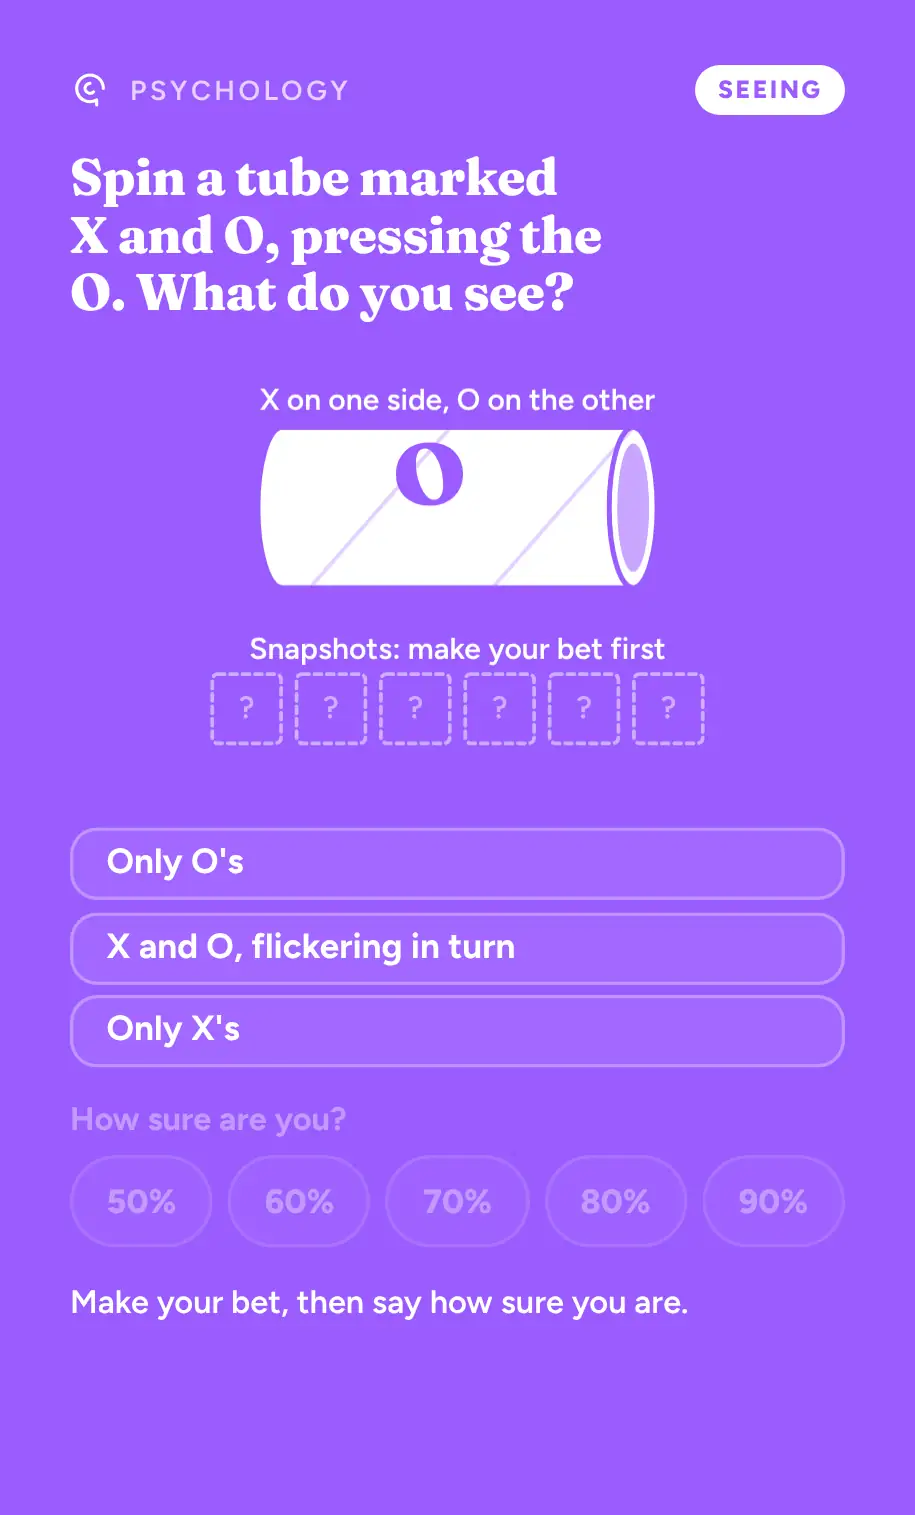 PSYCHOLOGY
SEEING
Spin a tube marked
X and O, pressing the
O. What do you see?
X on one side, O on the other
O
Snapshots: make your bet first
? ? ? ? ? ?
Only O's
X and O, flickering in turn
Only X's
How sure are you?
50% 60% 70% 80% 90%
Make your bet, then say how sure you are.